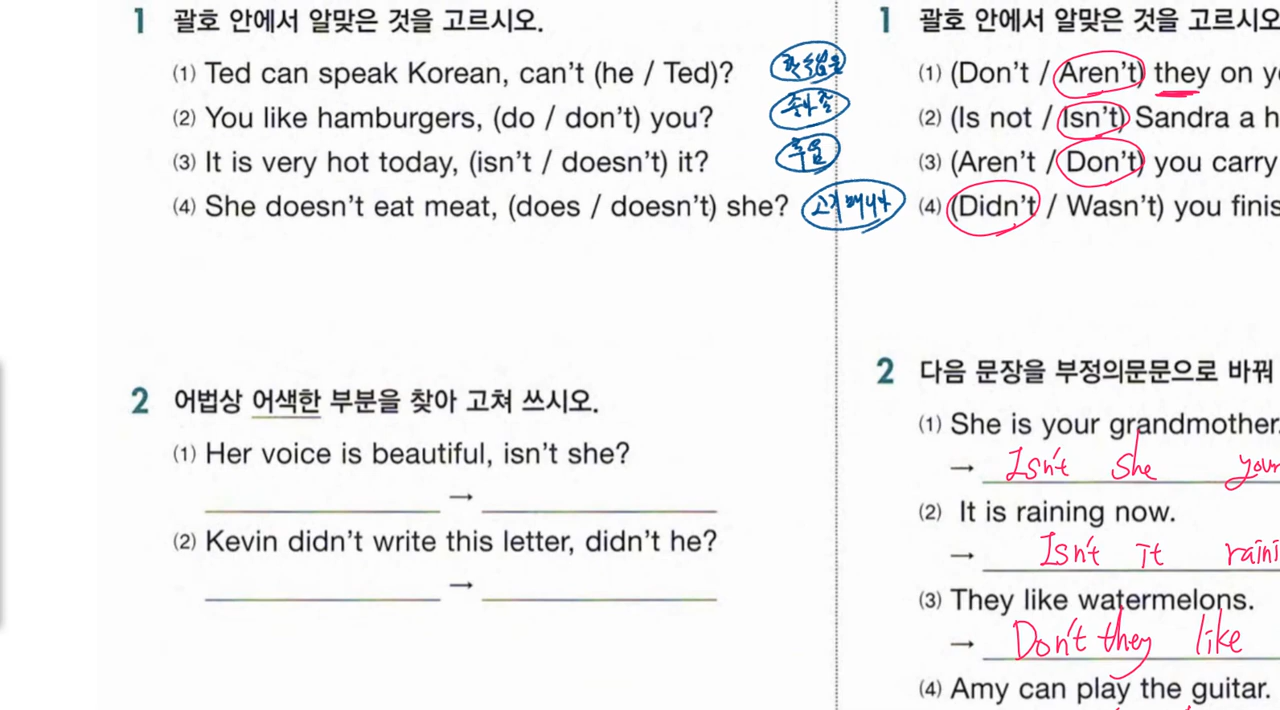 1 괄호 안에서 알맞은 것을 고르시오.
(1) Ted can speak Korean, can't (he / Ted)?
(2) You like hamburgers, (do / don't) you?
(3) It is very hot today, (isn't / doesn't) it?
추움
(4) She doesn't eat meat, (does / doesn't) she?
2 어법상 어색한 부분을 찾아 고쳐 쓰시오.
(1) Her voice is beautiful, isn't she?
→
(2) Kevin didn't write this letter, didn't he?
→
1 괄호 안에서 알맞은 것을 고르시오
(1) (Don't / Aren't) they on
(2) (Is not / Isn't) Sandra a
(3) (Aren't / Don't) you carry
(4) (Didn't / Wasn't) you finis
2 다음 문장을 부정의문문으로 바꿔
(1) She is your grandmother.
→ Isn't she your
(2) It is raining now.
→ Isn't it raini
(3) They like watermelons.
→ Don't they like
(4) Amy can play the guitar.